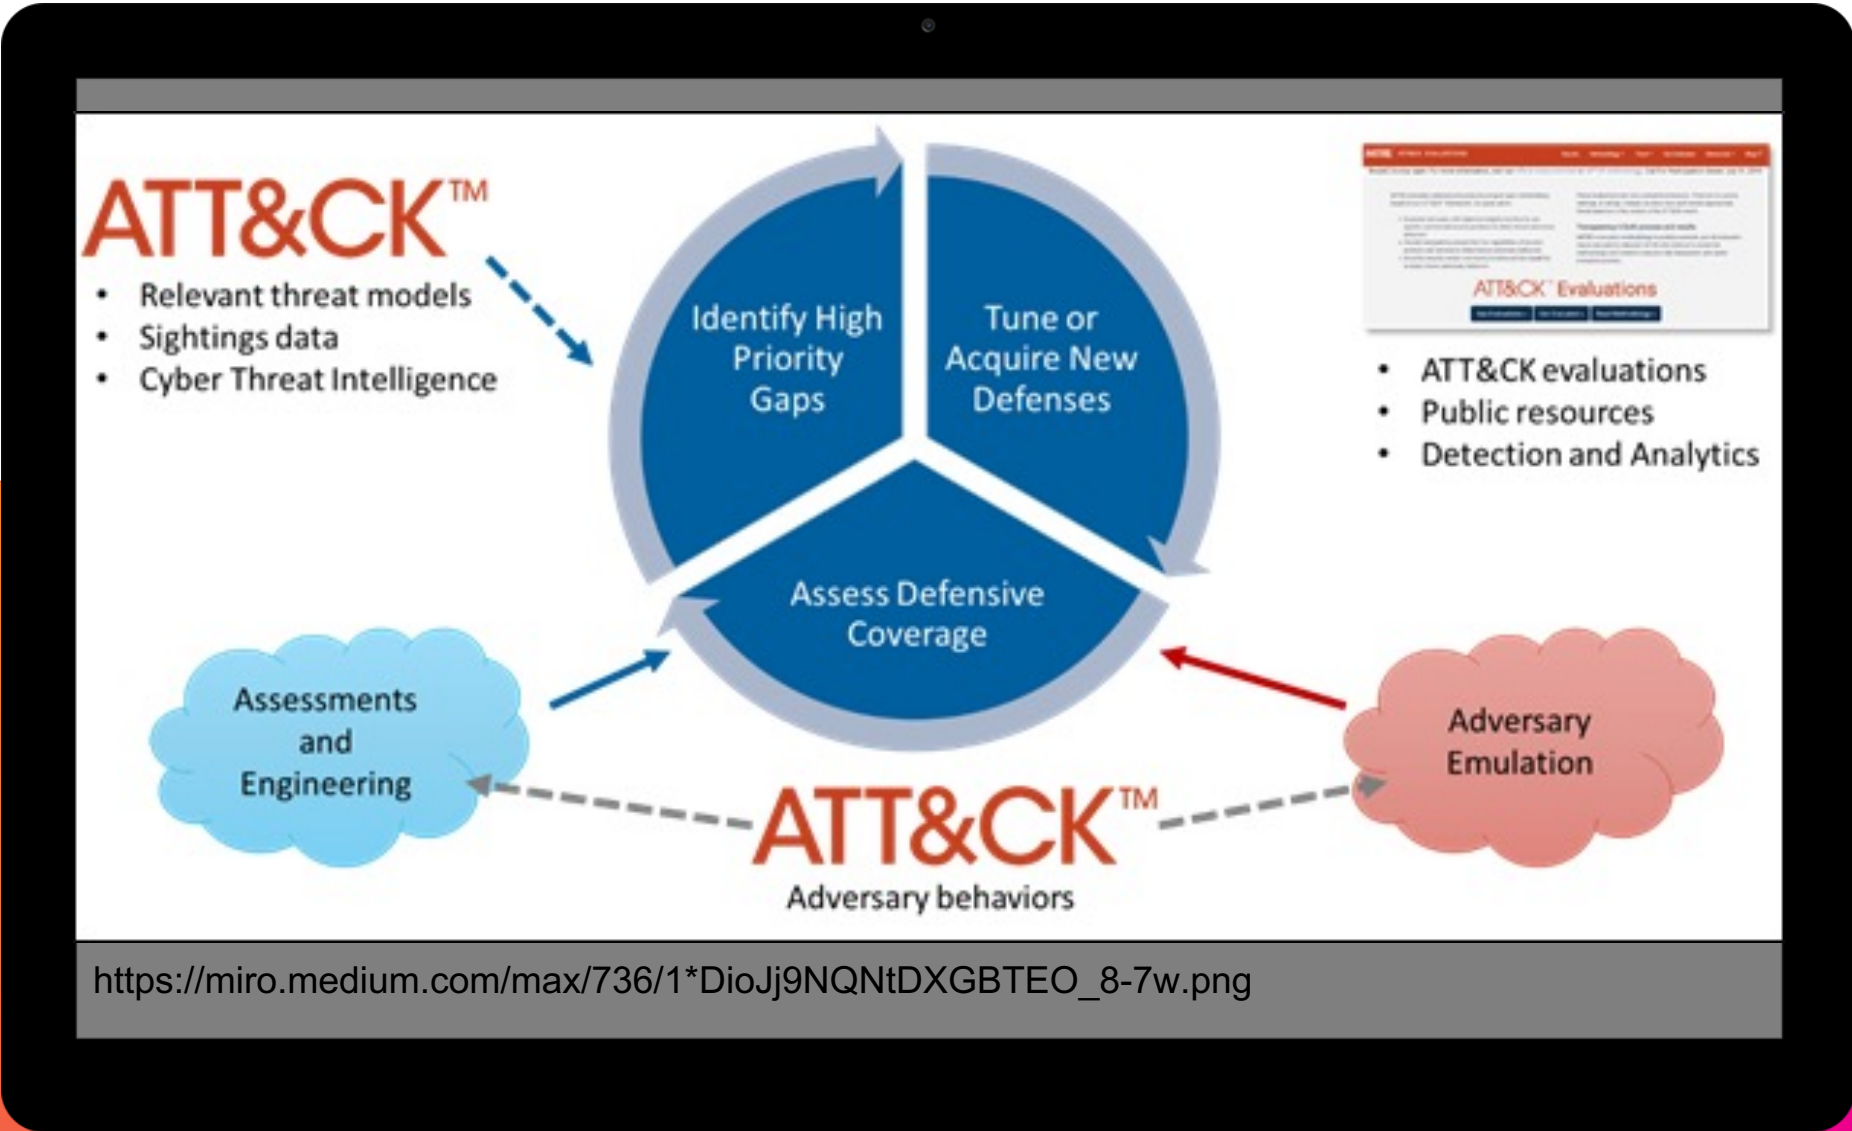 ATT&CK™
• Relevant threat models
• Sightings data
• Cyber Threat Intelligence
Identify High
Priority
Gaps
Tune or
Acquire New
Defenses
ATT&CK™ Evaluations
• ATT&CK evaluations
• Public resources
• Detection and Analytics
Assess Defensive
Coverage
Assessments
and
Engineering
Adversary
Emulation
ATT&CK™
Adversary behaviors
https://miro.medium.com/max/736/1*DioJj9NQNtDXGBTEO_8-7w.png